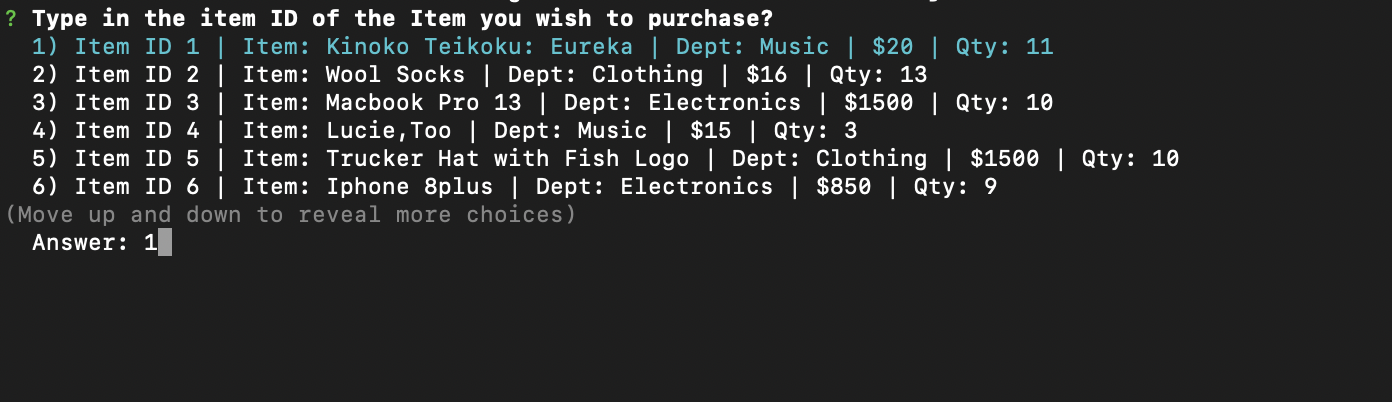 ? Type in the item ID of the Item you wish to purchase?
1) Item ID 1 | Item: Kinoko Teikoku: Eureka | Dept: Music | $20 | Qty: 11
2) Item ID 2 | Item: Wool Socks | Dept: Clothing | $16 | Qty: 13
3) Item ID 3 | Item: Macbook Pro 13 | Dept: Electronics | $1500 | Qty: 10
4) Item ID 4 | Item: Lucie,Too | Dept: Music | $15 | Qty: 3
5) Item ID 5 | Item: Trucker Hat with Fish Logo | Dept: Clothing | $1500 | Qty: 10
6) Item ID 6 | Item: Iphone 8plus | Dept: Electronics | $850 | Qty: 9
(Move up and down to reveal more choices)
Answer: 1